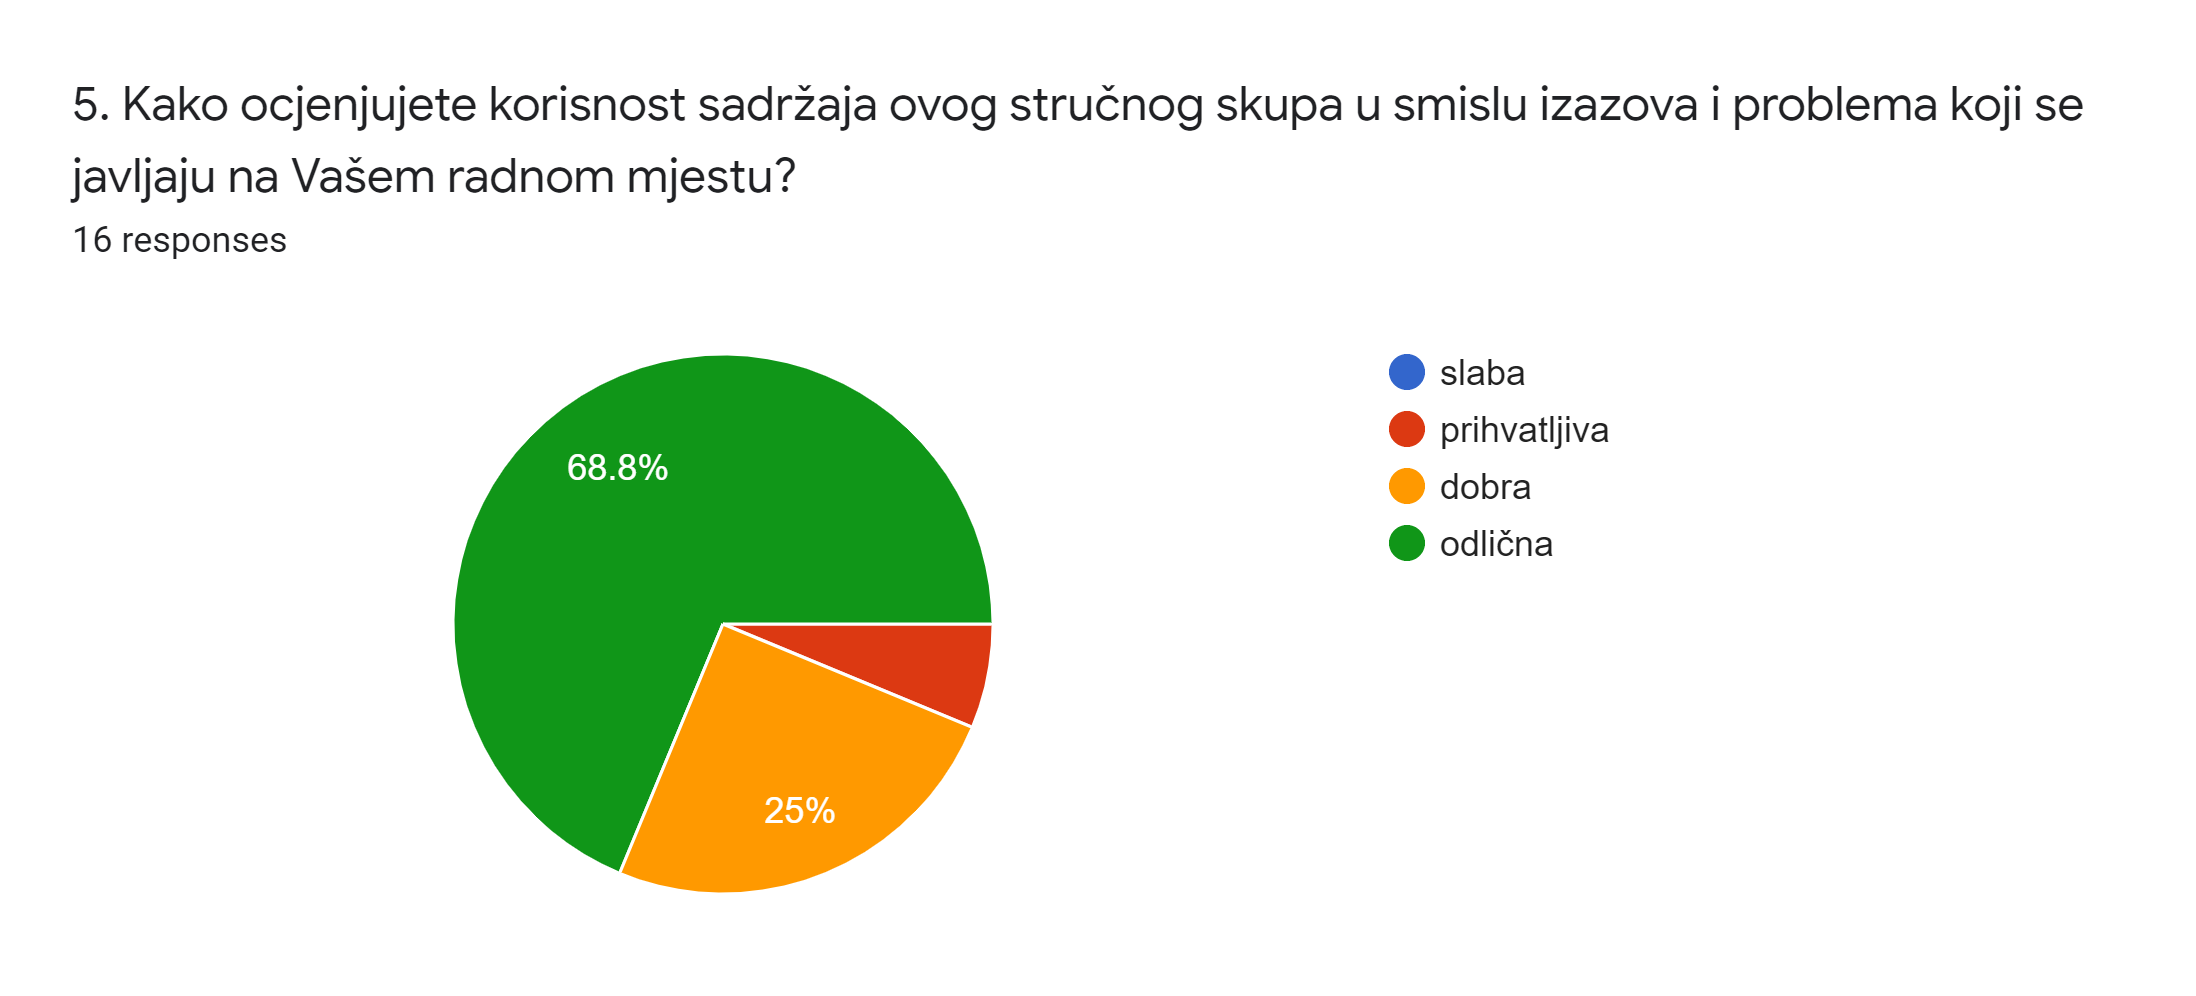 5. Kako ocjenjujete korisnost sadržaja ovog stručnog skupa u smislu izazova i problema koji se
javljaju na Vašem radnom mjestu?
16 responses
slaba
prihvatljiva
dobra
odlična
68.8%
25%